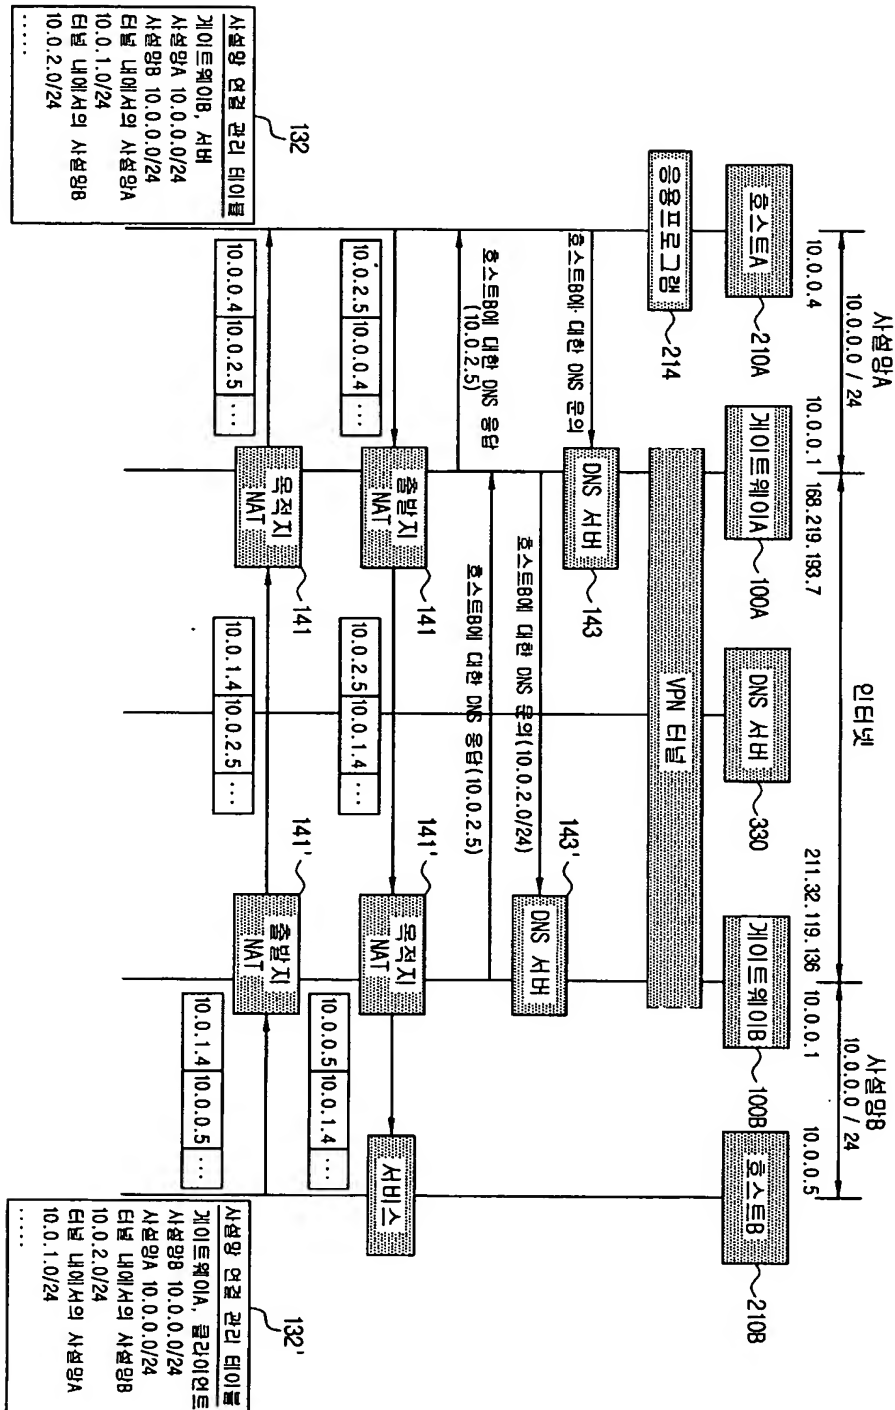 사설망A
인터넷
사설망B
10.0.0.0 / 24
10.0.0.0 / 24
10.0.0.4
10.0.0.1
168.219.193.7
211.32.119.136
10.0.0.1
10.0.0.5
호스트A
게이트웨이A
DNS 서버
게이트웨이B
호스트B
210A
100A
330
100B
210B
응용프로그램
214
VPN 터널
호스트B에 대한 DNS 문의
DNS 서버
143
호스트B에 대한 DNS 문의(10.0.2.0/24)
DNS 서버
143'
호스트B에 대한 DNS 응답
(10.0.2.5)
호스트B에 대한 DNS 응답(10.0.2.5)
출발지
NAT
141
목적지
NAT
141'
서비스
10.0.2.5 10.0.0.4 ...
10.0.2.5 10.0.1.4 ...
10.0.0.5 10.0.1.4 ...
목적지
NAT
141
출발지
NAT
141'
10.0.0.4 10.0.2.5 ...
10.0.1.4 10.0.2.5 ...
10.0.1.4 10.0.0.5 ...
132
사설망 연결 관리 테이블
게이트웨이B, 서버
사설망A 10.0.0.0/24
사설망B 10.0.0.0/24
터널 내에서의 사설망A
10.0.1.0/24
터널 내에서의 사설망B
10.0.2.0/24
.....
132'
사설망 연결 관리 테이블
게이트웨이A, 클라이언트
사설망B 10.0.0.0/24
사설망A 10.0.0.0/24
터널 내에서의 사설망B
10.0.2.0/24
터널 내에서의 사설망A
10.0.1.0/24
.....